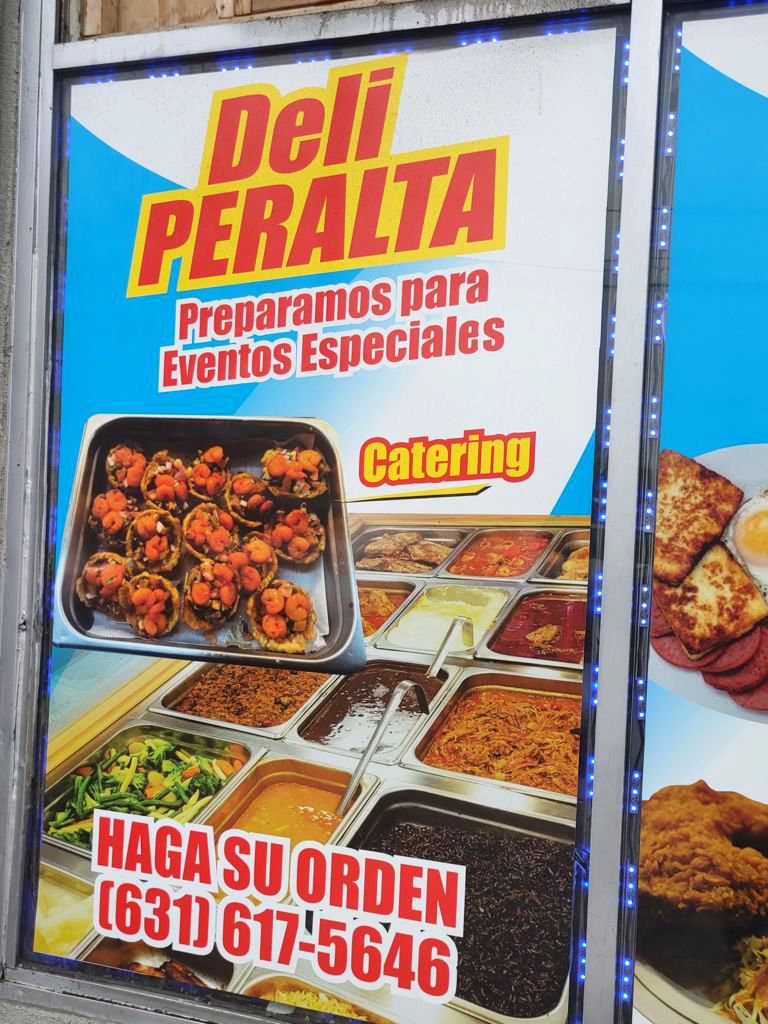 Deli
PERALTA
Preparamos para
Eventos Especiales
Catering
HAGA SU ORDEN
(631) 617-5646